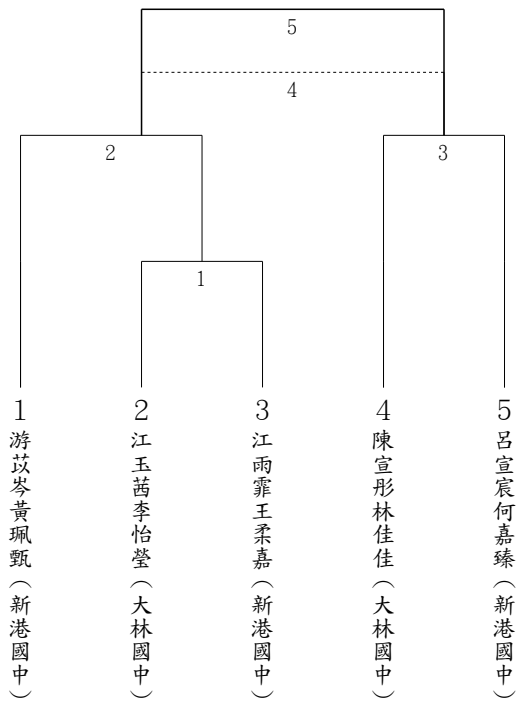 5
4
2
3
1
1
游苡岑黃珮甄(新港國中)
2
江玉茜李怡瑩(大林國中)
3
江雨霏王柔嘉(新港國中)
4
陳宣彤林佳佳(大林國中)
5
呂宣宸何嘉臻(新港國中)